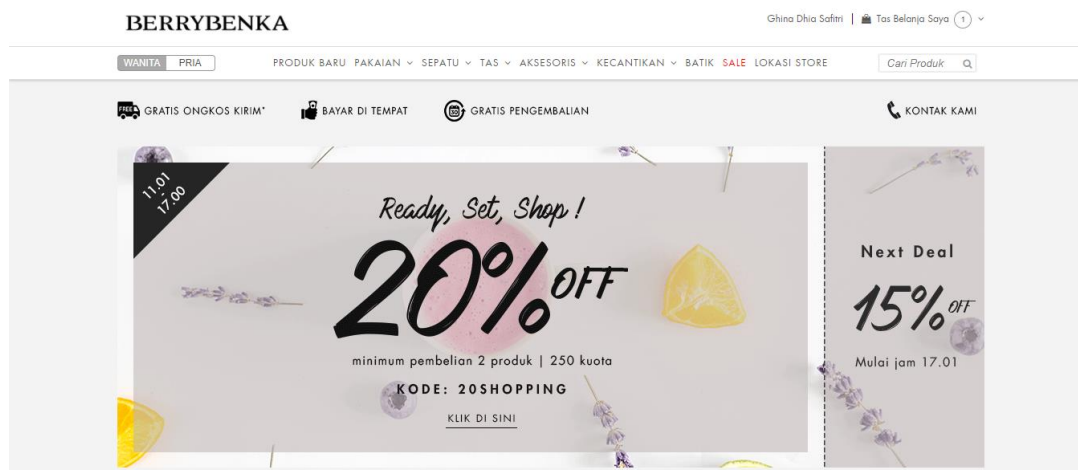 BERRYBENKA
Ghina Dhia Safitri | Tas Belanja Saya 1
WANITA PRIA
PRODUK BARU PAKAIAN SEPATU TAS AKSESORIS KECANTIKAN BATIK SALE LOKASI STORE
Cari Produk
FREE GRATIS ONGKOS KIRIM*
BAYAR DI TEMPAT
30 GRATIS PENGEMBALIAN
KONTAK KAMI
11.01
-
17.00
Ready, Set, Shop !
20% OFF
minimum pembelian 2 produk | 250 kuota
KODE: 20SHOPPING
KLIK DI SINI
Next Deal
15% OFF
Mulai jam 17.01